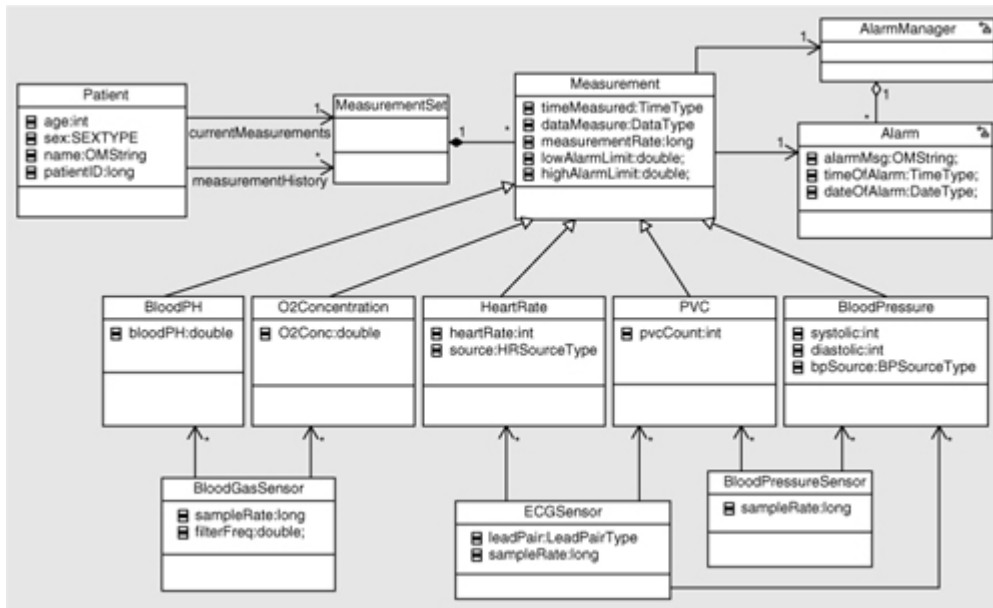 AlarmManager
1
1
*
Patient
age:int
sex:SEXTYPE
name:OMString
patientID:long
1
currentMeasurements
*
measurementHistory
MeasurementSet
1
*
Measurement
timeMeasured:TimeType
dataMeasure:DataType
measurementRate:long
lowAlarmLimit:double;
highAlarmLimit:double;
1
Alarm
alarmMsg:OMString;
timeOfAlarm:TimeType;
dateOfAlarm:DateType;
BloodPH
bloodPH:double
O2Concentration
O2Conc:double
HeartRate
heartRate:int
source:HRSourceType
PVC
pvcCount:int
BloodPressure
systolic:int
diastolic:int
bpSource:BPSourceType
*
*
*
*
*
*
*
BloodGasSensor
sampleRate:long
filterFreq:double;
ECGSensor
leadPair:LeadPairType
sampleRate:long
BloodPressureSensor
sampleRate:long